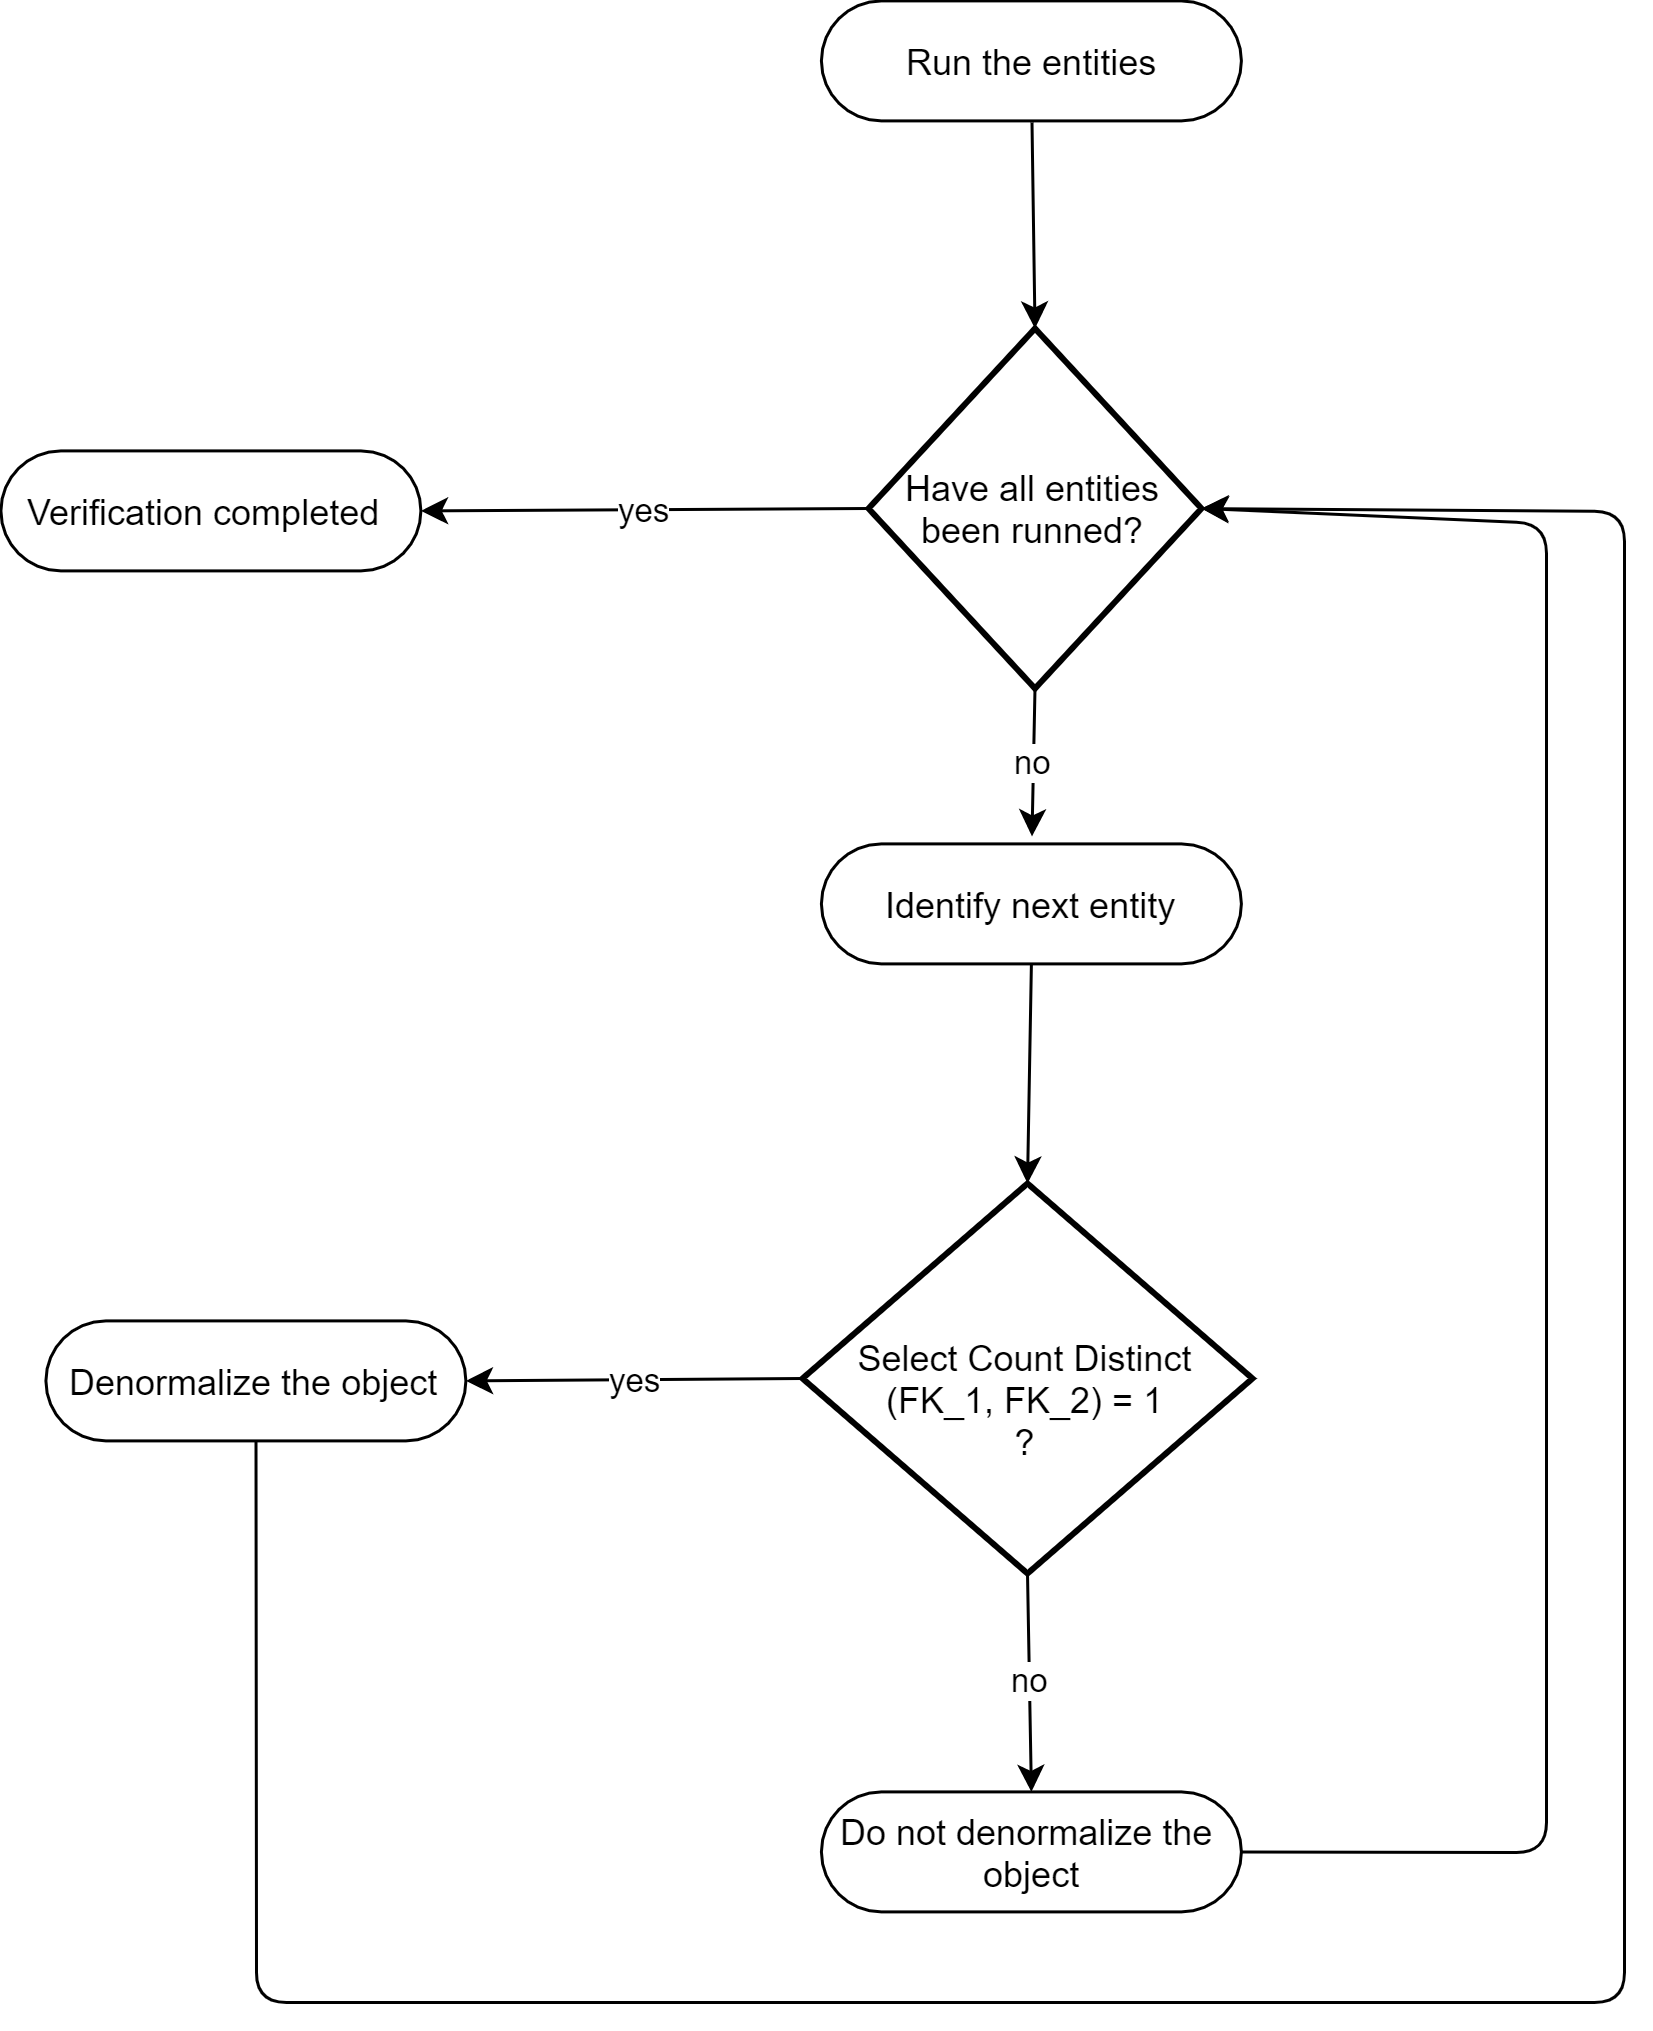 Run the entities
Have all entities
been runned?
yes
Verification completed
no
Identify next entity
Select Count Distinct
(FK_1, FK_2) = 1
?
yes
Denormalize the object
no
Do not denormalize the
object